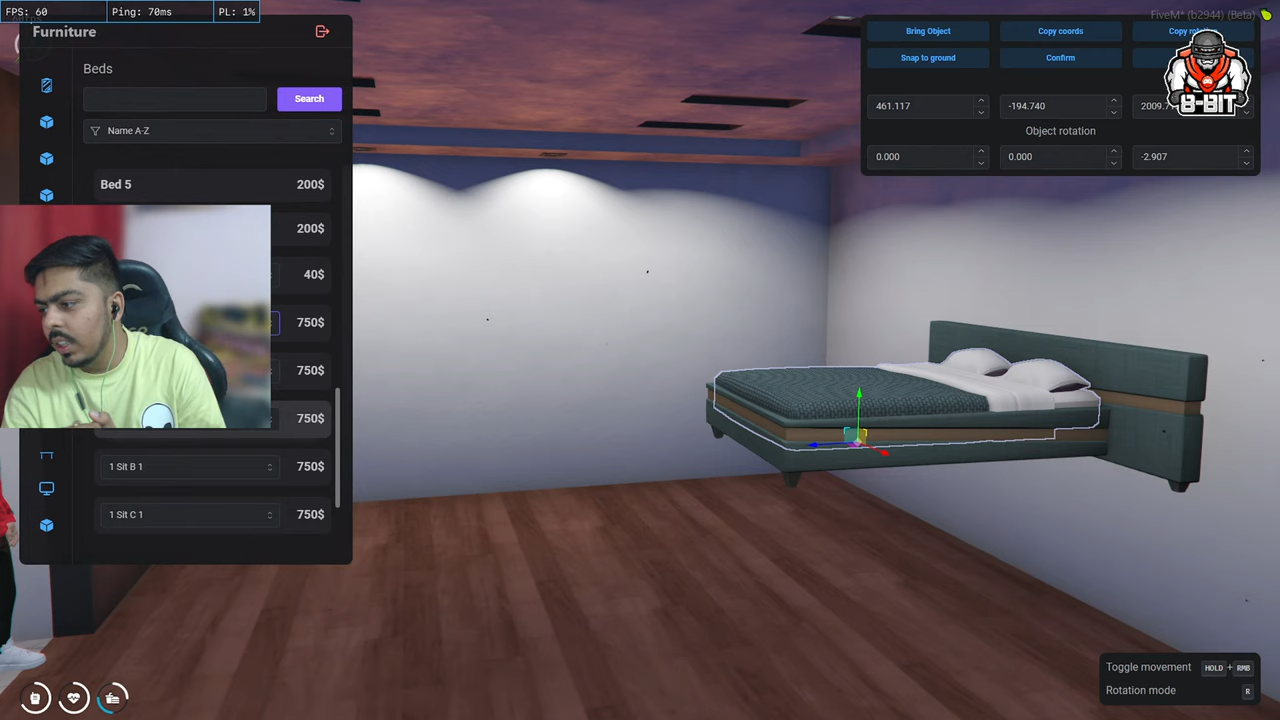 FPS: 60 Ping: 70ms PL: 1%
FiveM* (b2944) (Beta)
Furniture
Beds
Search
Name A-Z
Bed 5 200$
200$
40$
750$
750$
750$
1 Sit B 1 750$
1 Sit C 1 750$
Bring Object Copy coords Copy
Snap to ground Confirm
8-BIT
461.117 -194.740
Object rotation
0.000 0.000 -2.907
Toggle movement HOLD + RMB
Rotation mode R